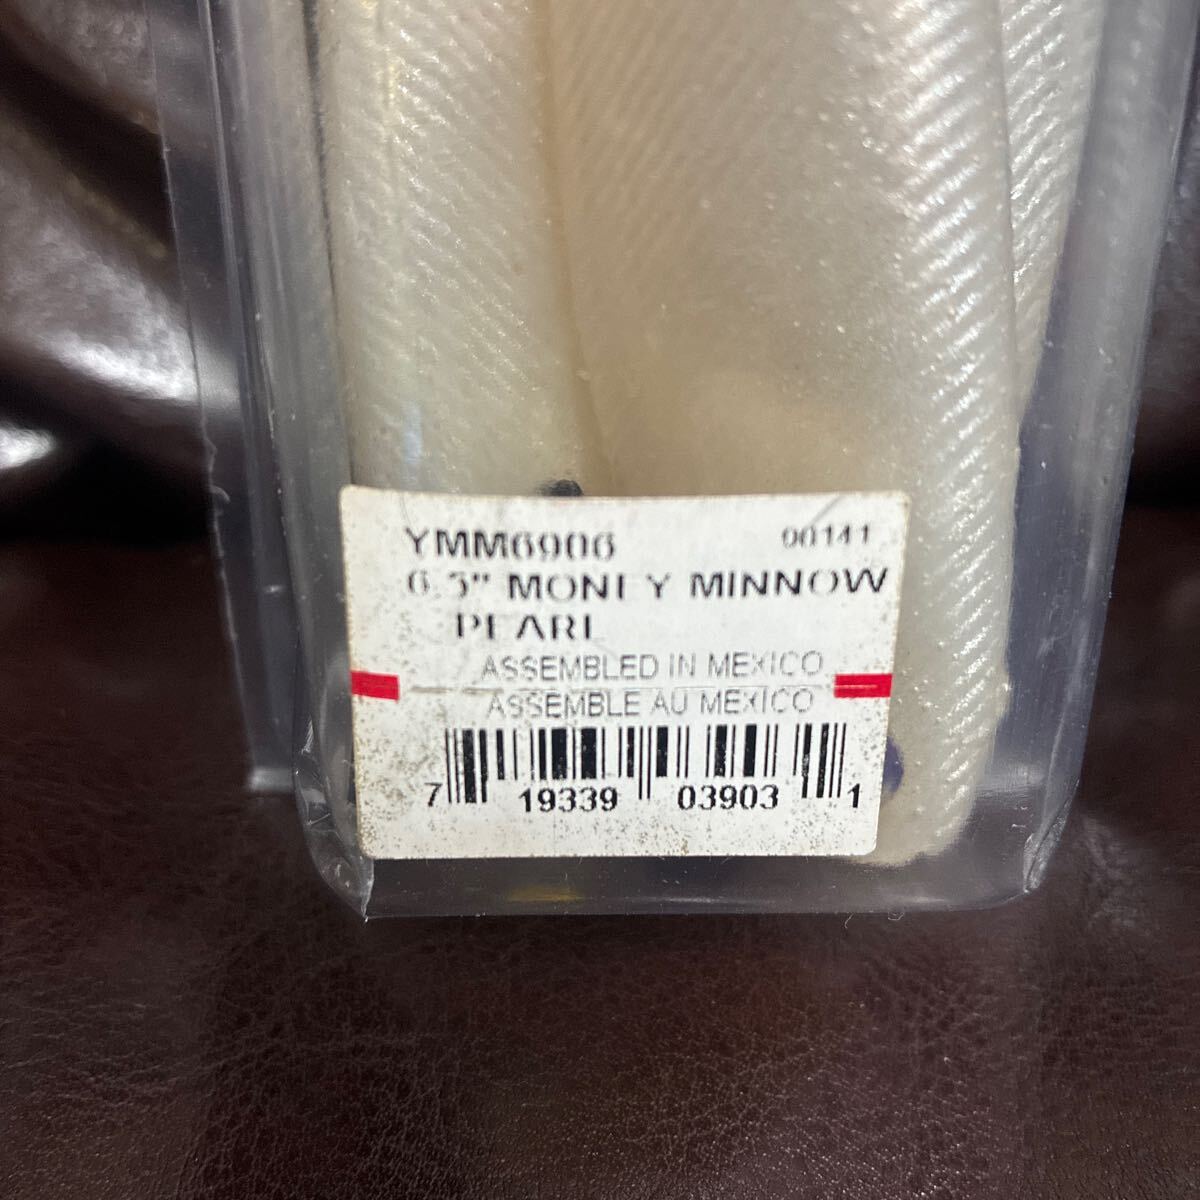 YMM6906 00141
6.5" MONEY MINNOW
PEARL
ASSEMBLED IN MEXICO
ASSEMBLE AU MEXICO
7 19339 03903 1